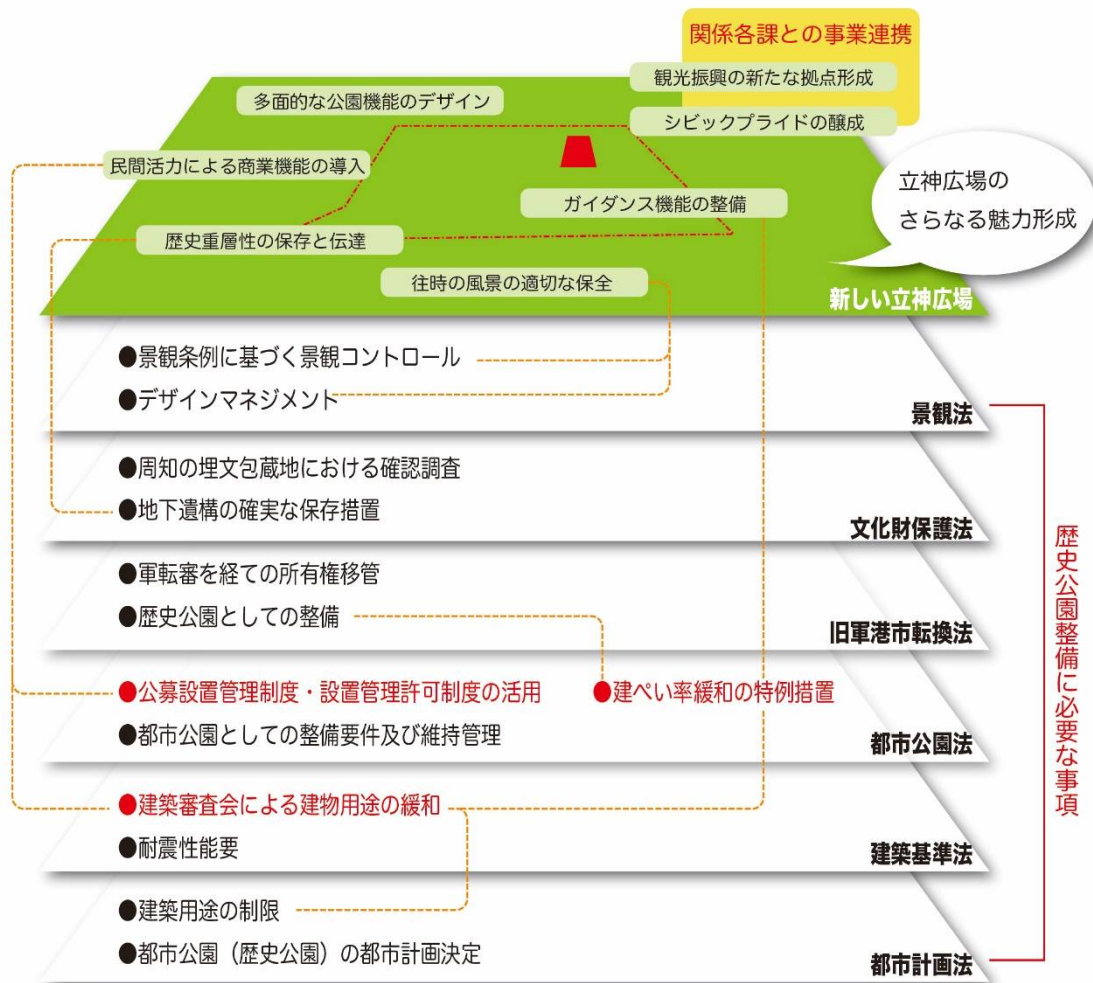 関係各課との事業連携
観光振興の新たな拠点形成
多面的な公園機能のデザイン
シビックプライドの醸成
民間活力による商業機能の導入
立神広場の
さらなる魅力形成
ガイダンス機能の整備
歴史重層性の保存と伝達
往時の風景の適切な保全
新しい立神広場
●景観条例に基づく景観コントロール
●デザインマネジメント
景観法
●周知の埋文包蔵地における確認調査
●地下遺構の確実な保存措置
文化財保護法
●軍転審を経ての所有権移管
●歴史公園としての整備
旧軍港市転換法
●公募設置管理制度・設置管理許可制度の活用
●建ぺい率緩和の特例措置
●都市公園としての整備要件及び維持管理
都市公園法
●建築審査会による建物用途の緩和
●耐震性能要
建築基準法
●建築用途の制限
●都市公園（歴史公園）の都市計画決定
都市計画法
歴史公園整備に必要な事項